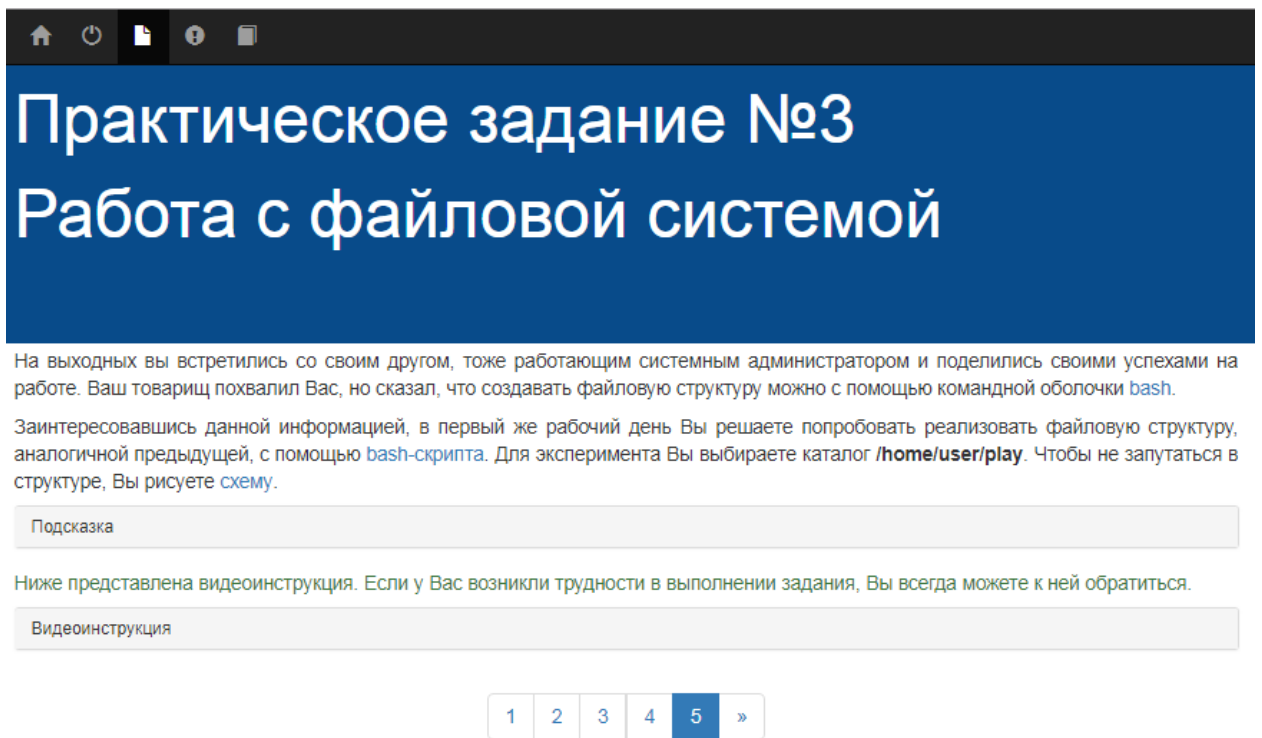 Практическое задание №3
Работа с файловой системой
На выходных вы встретились со своим другом, тоже работающим системным администратором и поделились своими успехами на
работе. Ваш товарищ похвалил Вас, но сказал, что создавать файловую структуру можно с помощью командной оболочки bash.
Заинтересовавшись данной информацией, в первый же рабочий день Вы решаете попробовать реализовать файловую структуру,
аналогичной предыдущей, с помощью bash-скрипта. Для эксперимента Вы выбираете каталог /home/user/play. Чтобы не запутаться в
структуре, Вы рисуете схему.
Подсказка
Ниже представлена видеоинструкция. Если у Вас возникли трудности в выполнении задания, Вы всегда можете к ней обратиться.
Видеоинструкция
1 2 3 4 5 »